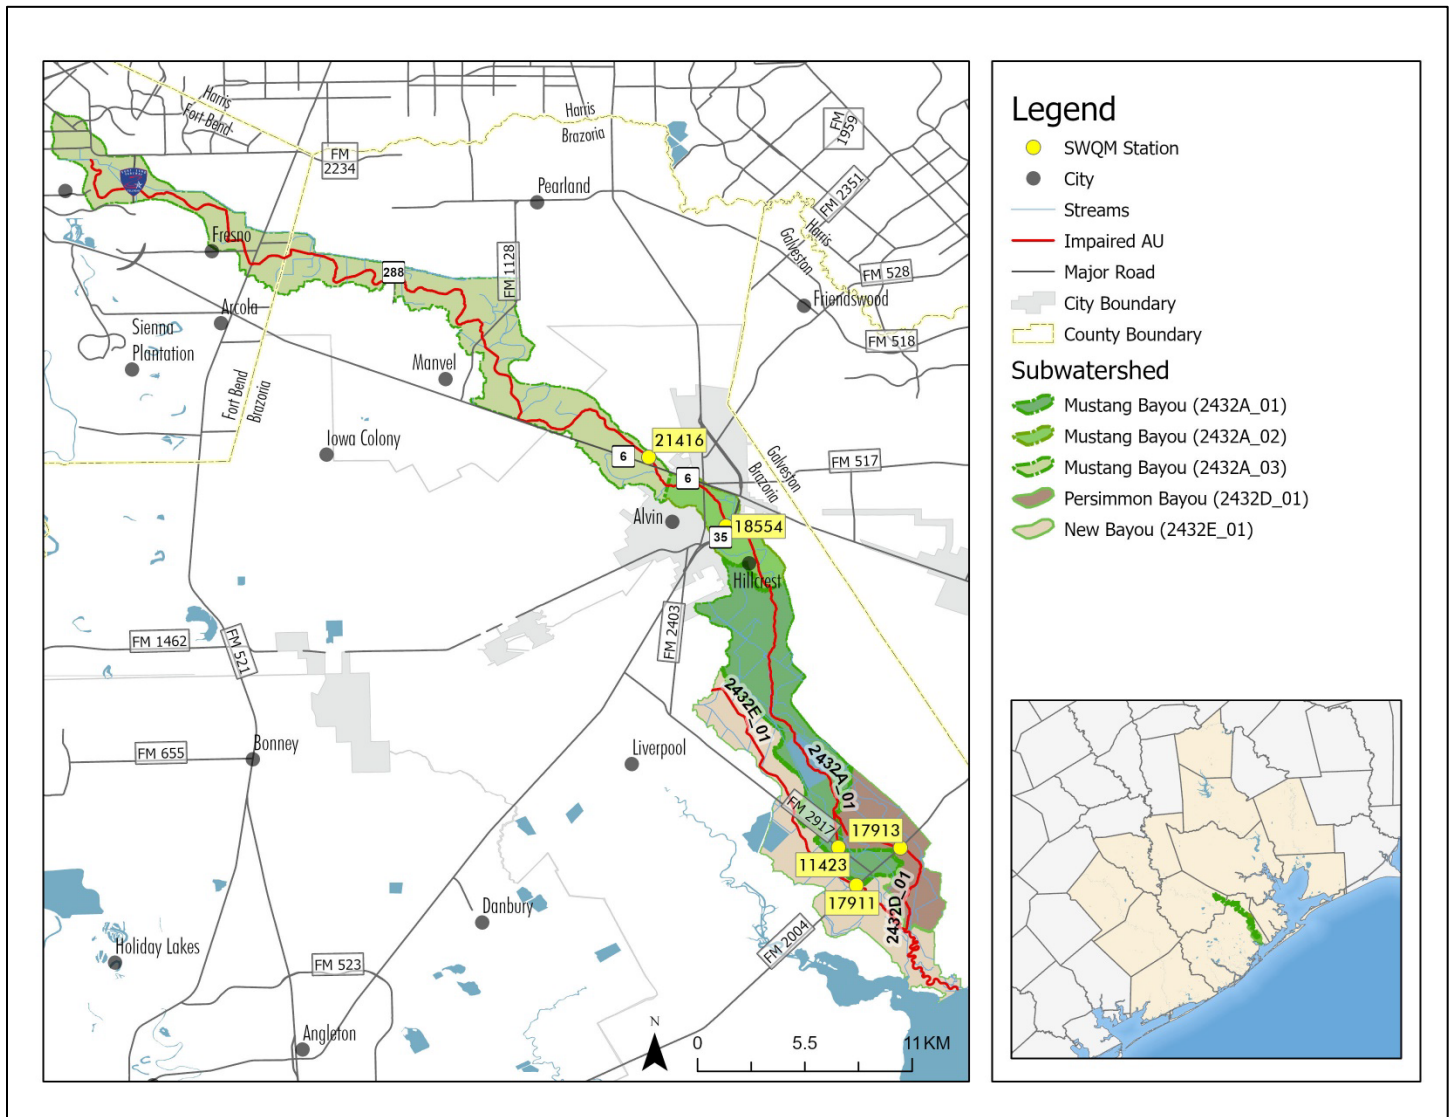 Harris
Fort Bend
Harris
Brazoria
FM
1959
FM
2234
Pearland
FM 2351
Harris
Galveston
Fresno
288
FM 1128
FM 528
Friendswood
Arcola
Sienna
Plantation
FM 518
Manvel
Fort Bend
Brazoria
Iowa Colony
21416
6
6
Galveston
Brazoria
FM 517
Alvin
18554
35
Hillcrest
FM 2403
FM 1462
FM 521
2432E_01
Liverpool
FM 655
Bonney
2432A_01
FM 2917
17913
11423
17911
2432D_01
Danbury
FM 2004
Holiday Lakes
FM 523
Angleton
N
0
5.5
11 KM
Legend
SWQM Station
City
Streams
Impaired AU
Major Road
City Boundary
County Boundary
Subwatershed
Mustang Bayou (2432A_01)
Mustang Bayou (2432A_02)
Mustang Bayou (2432A_03)
Persimmon Bayou (2432D_01)
New Bayou (2432E_01)